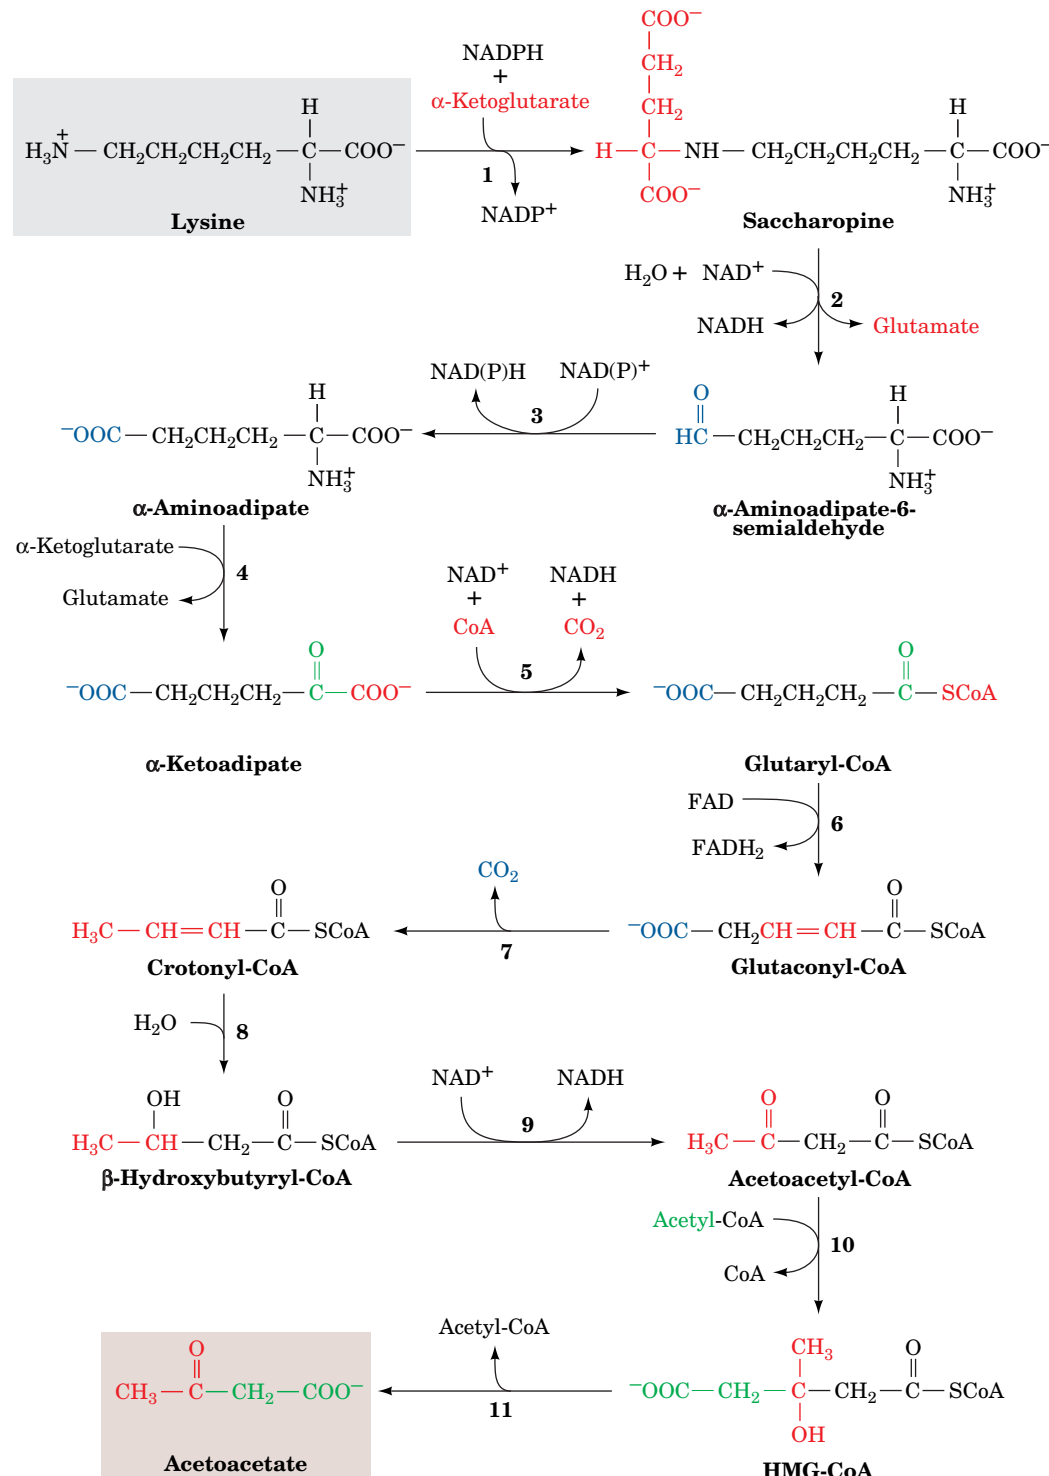 COO⁻
CH₂
CH₂
NADPH
+
α-Ketoglutarate
H
H
H₃N⁺ — CH₂CH₂CH₂CH₂ — C — COO⁻
1
H — C — NH — CH₂CH₂CH₂CH₂ — C — COO⁻
NH₃⁺
NADP⁺
COO⁻
NH₃⁺
Lysine
Saccharopine
H₂O + NAD⁺
2
NADH
Glutamate
NAD(P)H
NAD(P)⁺
H
3
O
H
⁻OOC — CH₂CH₂CH₂ — C — COO⁻
HC — CH₂CH₂CH₂ — C — COO⁻
NH₃⁺
NH₃⁺
α-Aminoadipate
α-Aminoadipate-6-
semialdehyde
α-Ketoglutarate
4
Glutamate
NAD⁺
+
CoA
NADH
+
CO₂
5
O
O
⁻OOC — CH₂CH₂CH₂ — C — COO⁻
⁻OOC — CH₂CH₂CH₂ — C — SCoA
α-Ketoadipate
Glutaryl-CoA
FAD
6
FADH₂
CO₂
O
O
H₃C — CH=CH — C — SCoA
7
⁻OOC — CH₂CH=CH — C — SCoA
Crotonyl-CoA
Glutaconyl-CoA
H₂O
8
NAD⁺
NADH
OH
O
9
O
O
H₃C — CH — CH₂ — C — SCoA
H₃C — C — CH₂ — C — SCoA
β-Hydroxybutyryl-CoA
Acetoacetyl-CoA
Acetyl-CoA
10
CoA
Acetyl-CoA
O
CH₃
O
CH₃ — C — CH₂ — COO⁻
11
⁻OOC — CH₂ — C — CH₂ — C — SCoA
OH
Acetoacetate
HMG-CoA